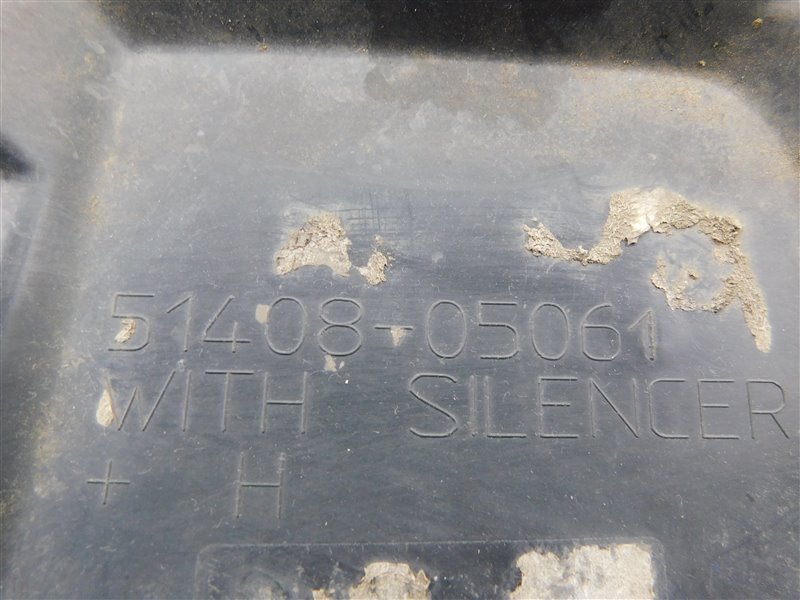 51408-05061
WITH SILENCER
+ H